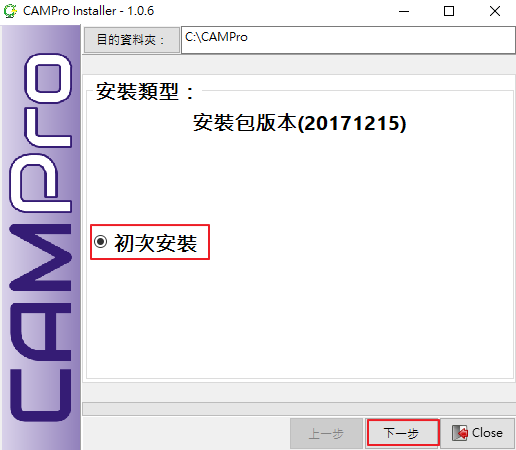 CAMPro Installer - 1.0.6
目的資料夾：
C:\CAMPro
安裝類型：
安裝包版本(20171215)
初次安裝
CAMPro
上一步
下一步
Close